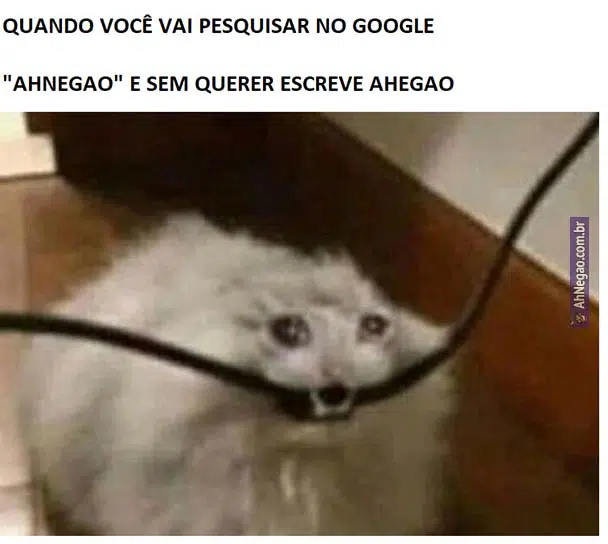 QUANDO VOCÊ VAI PESQUISAR NO GOOGLE
"AHNEGAO" E SEM QUERER ESCREVE AHEGAO
AhNegao.com.br